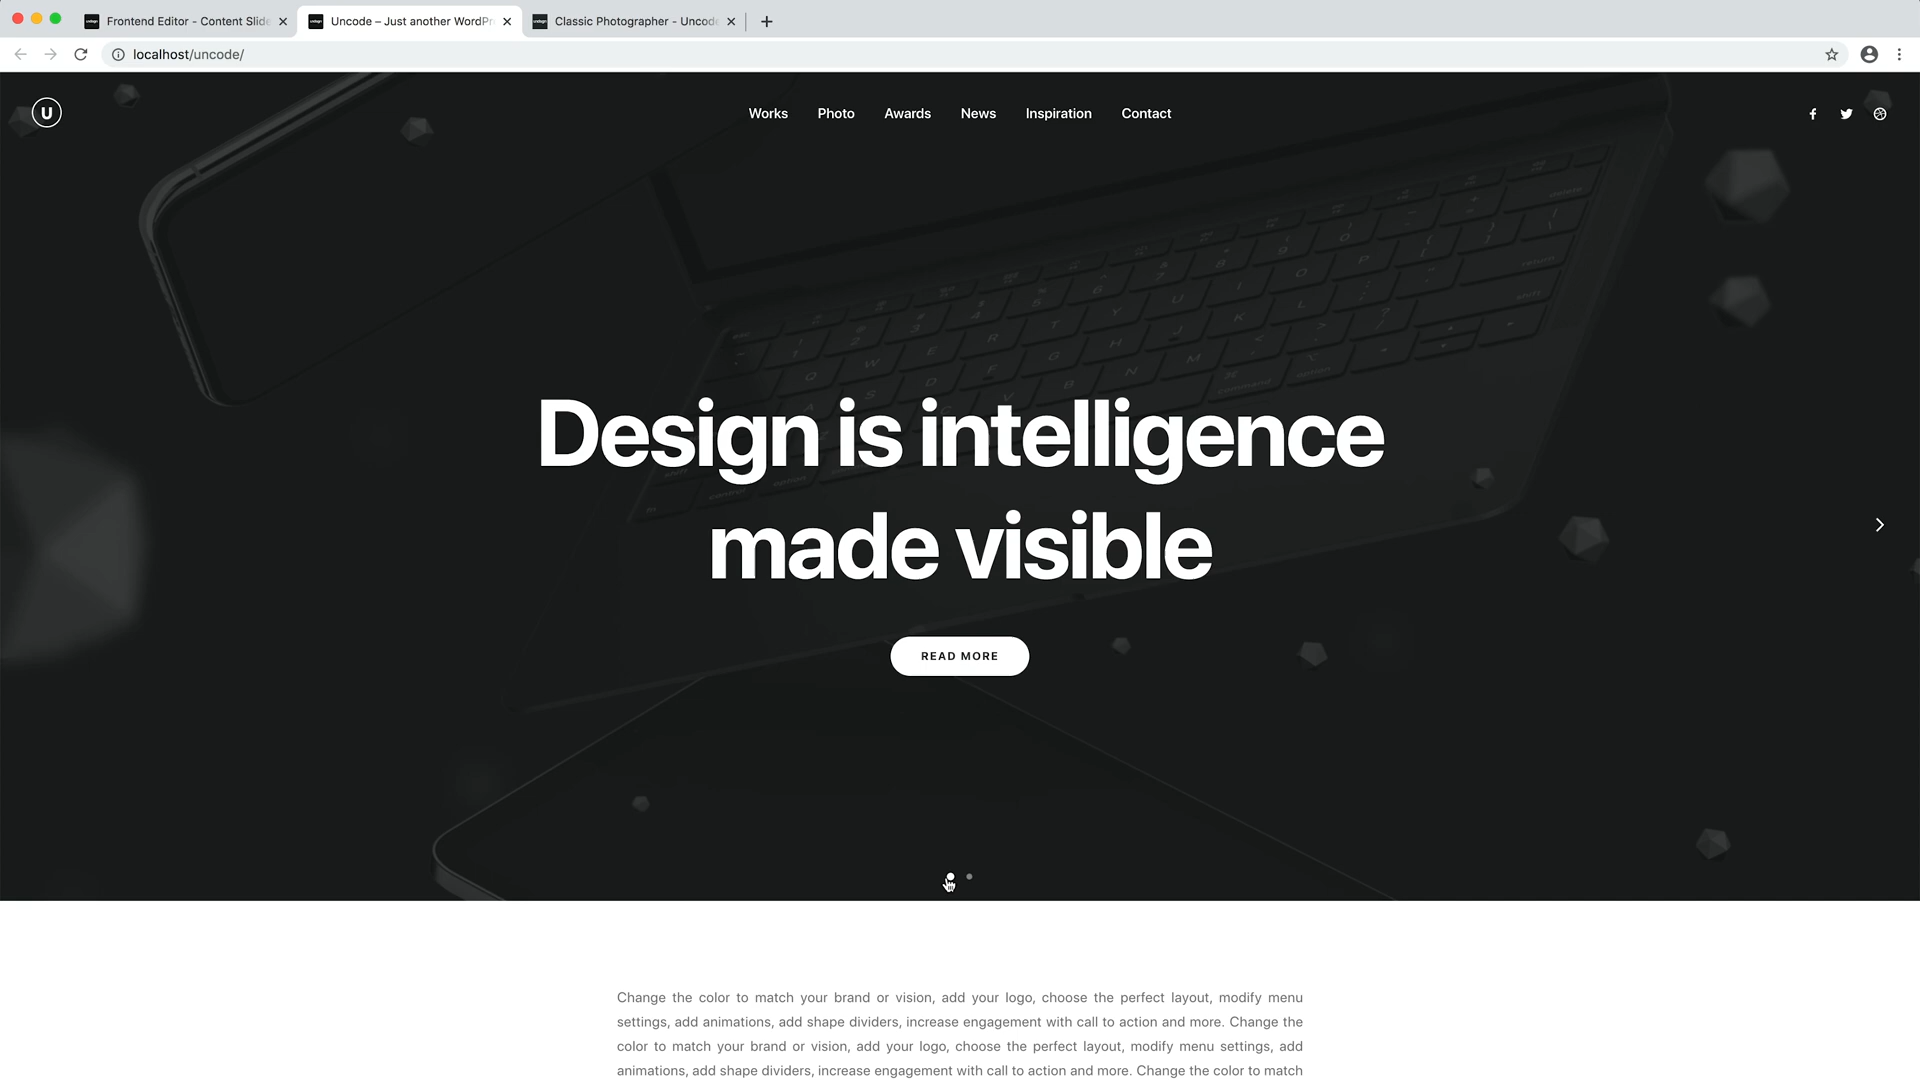 Frontend Editor - Content Slide
Uncode – Just another WordPr
Classic Photographer - Uncode
localhost/uncode/
U
Works Photo Awards News Inspiration Contact
Design is intelligence
made visible
READ MORE
Change the color to match your brand or vision, add your logo, choose the perfect layout, modify menu
settings, add animations, add shape dividers, increase engagement with call to action and more. Change the
color to match your brand or vision, add your logo, choose the perfect layout, modify menu settings, add
animations, add shape dividers, increase engagement with call to action and more. Change the color to match